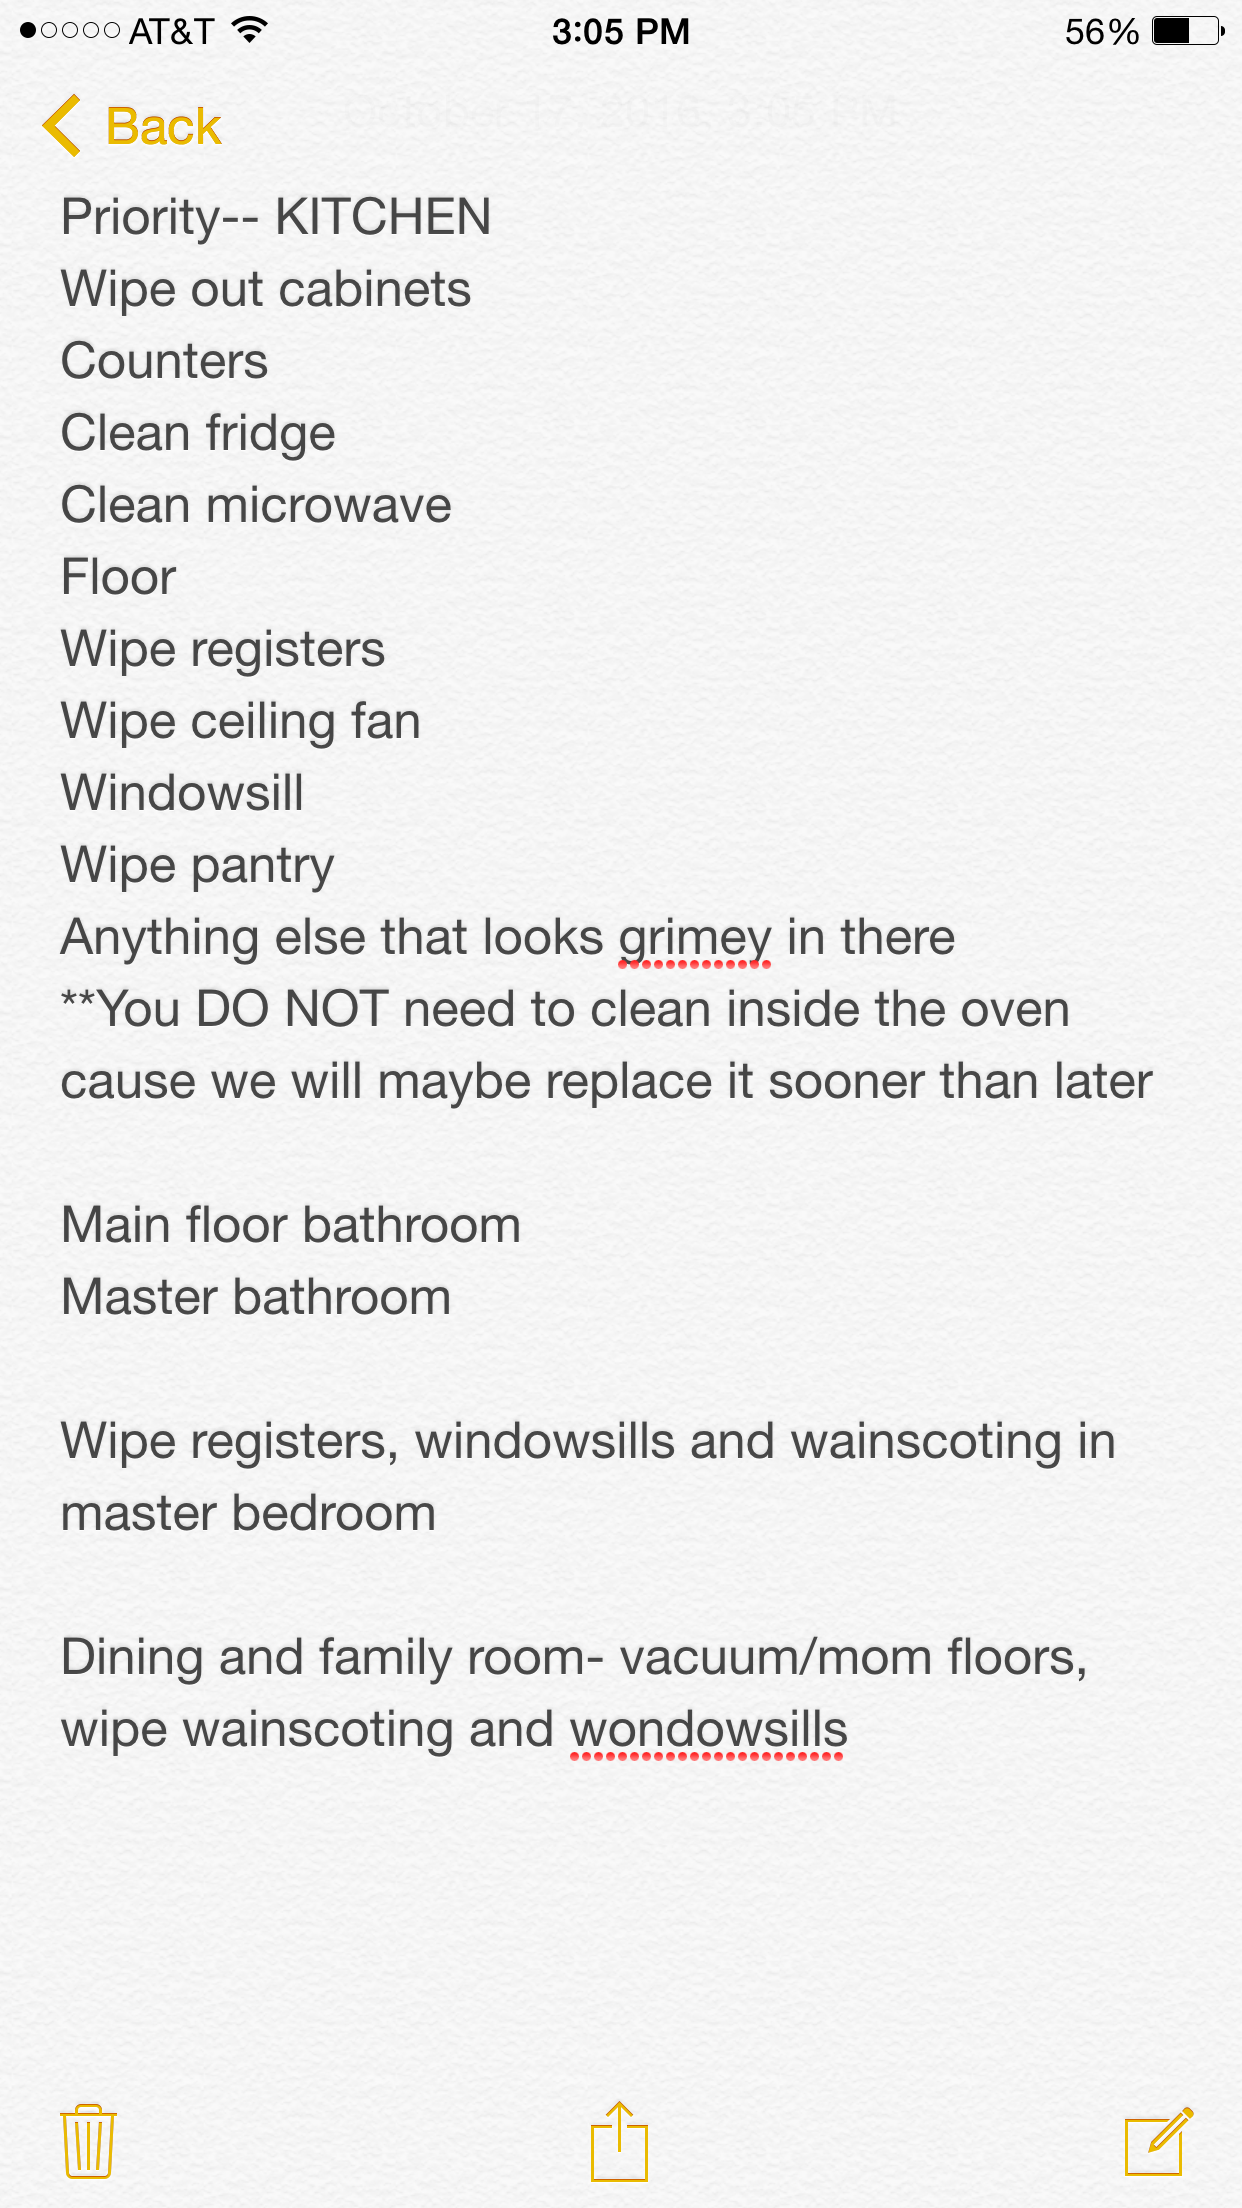 AT&T 3:05 PM 56%
Back
Priority-- KITCHEN
Wipe out cabinets
Counters
Clean fridge
Clean microwave
Floor
Wipe registers
Wipe ceiling fan
Windowsill
Wipe pantry
Anything else that looks grimey in there
**You DO NOT need to clean inside the oven
cause we will maybe replace it sooner than later
Main floor bathroom
Master bathroom
Wipe registers, windowsills and wainscoting in
master bedroom
Dining and family room- vacuum/mom floors,
wipe wainscoting and wondowsills